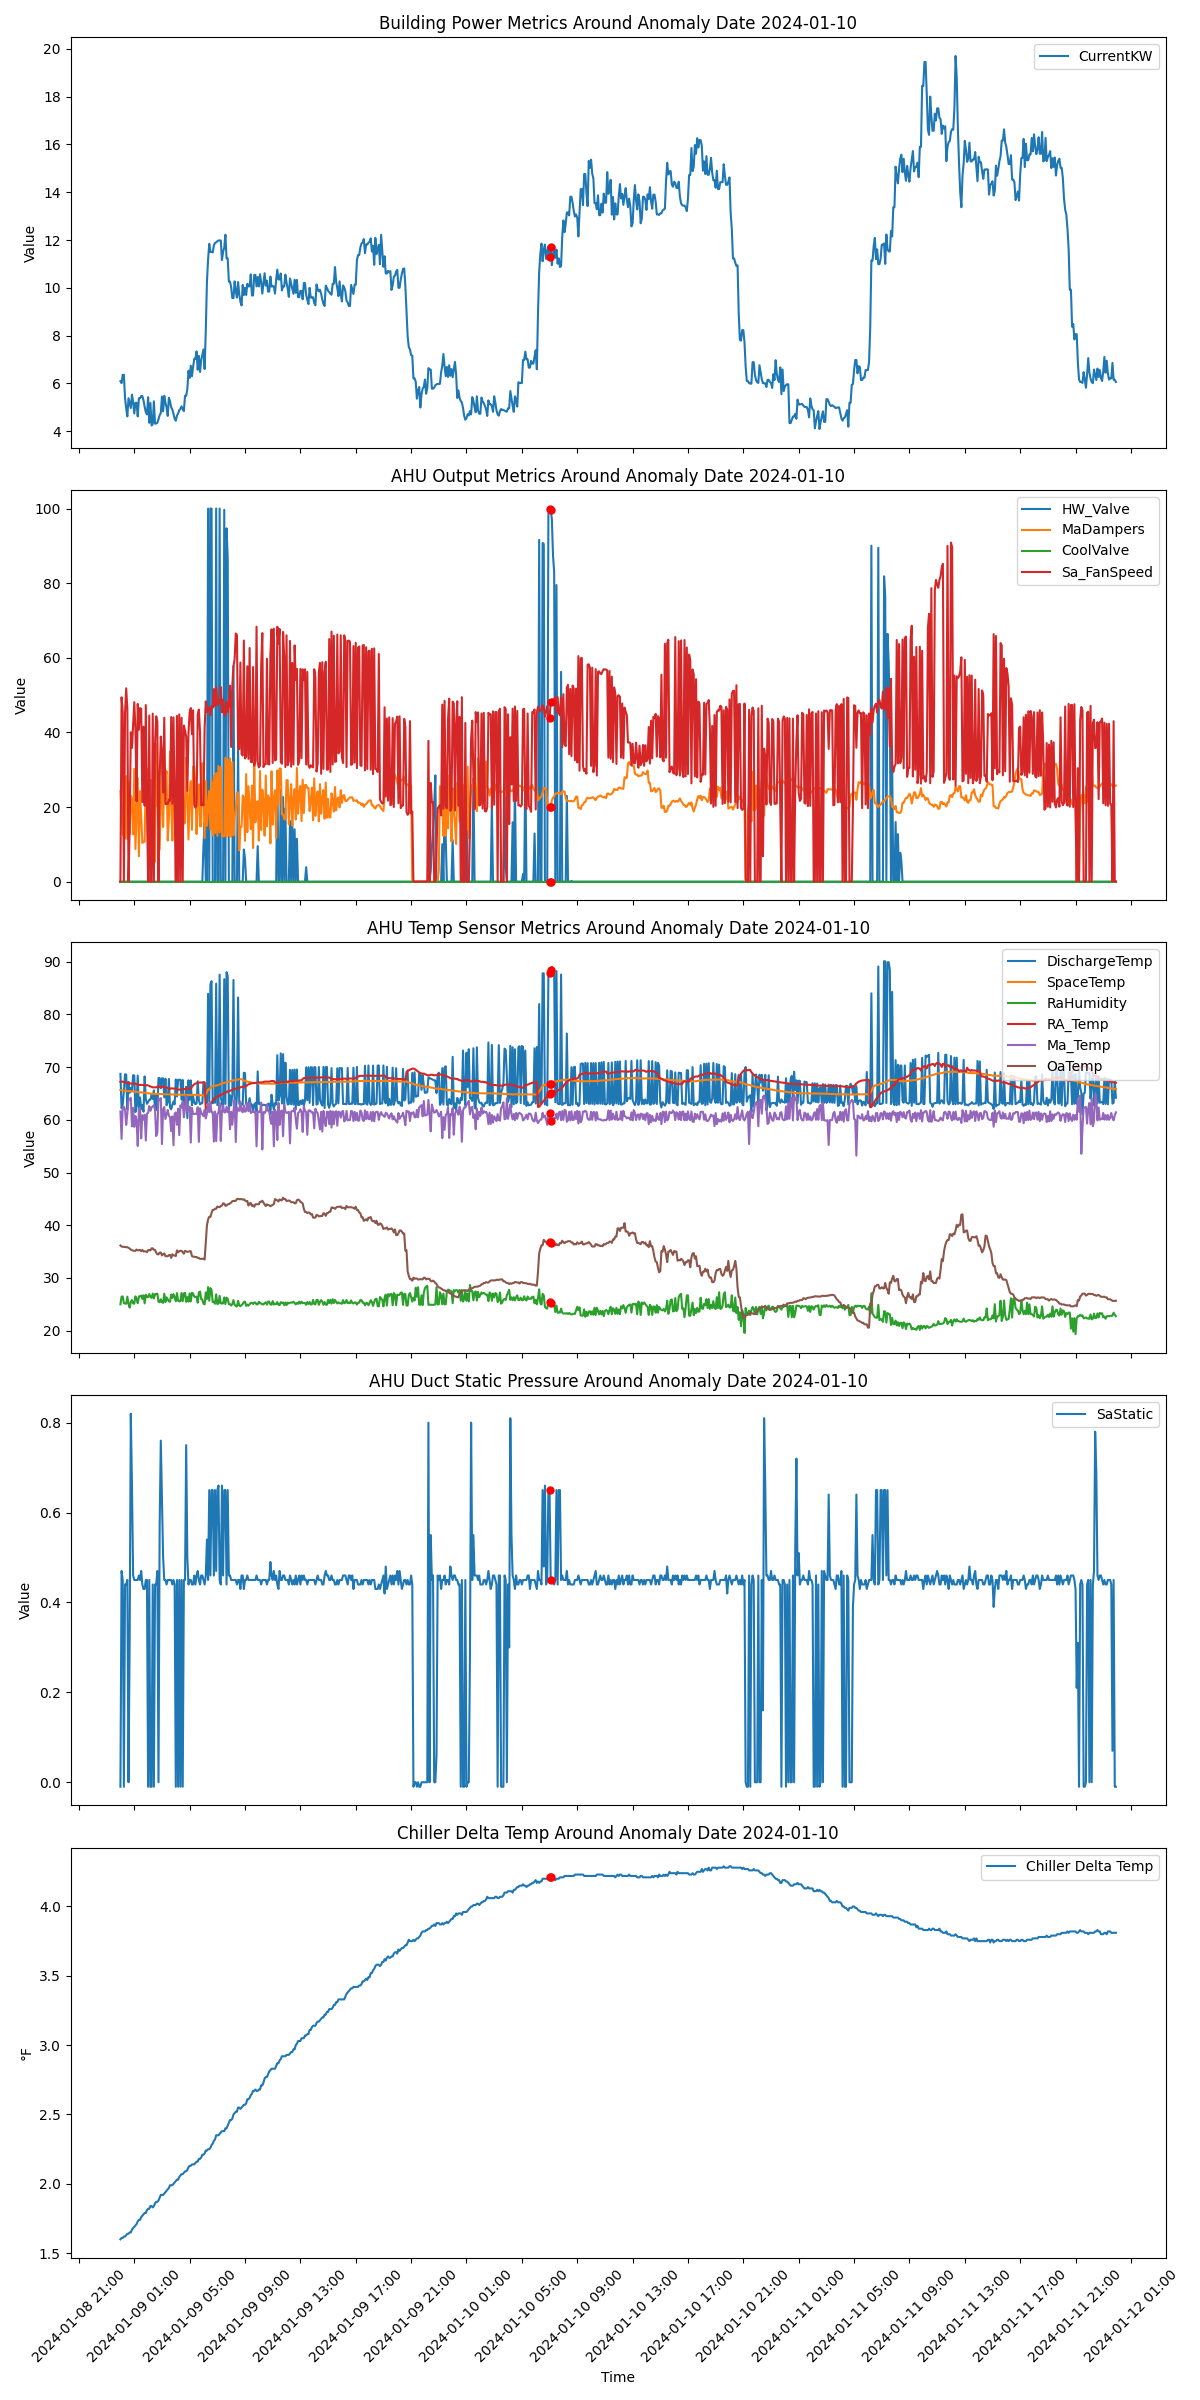 Building Power Metrics Around Anomaly Date 2024-01-10
20
18
16
14
12
10
8
6
4
Value
CurrentKW
AHU Output Metrics Around Anomaly Date 2024-01-10
100
80
60
40
20
0
Value
HW_Valve
MaDampers
CoolValve
Sa_FanSpeed
AHU Temp Sensor Metrics Around Anomaly Date 2024-01-10
90
80
70
60
50
40
30
20
Value
DischargeTemp
SpaceTemp
RaHumidity
RA_Temp
Ma_Temp
OaTemp
AHU Duct Static Pressure Around Anomaly Date 2024-01-10
0.8
0.6
0.4
0.2
0.0
Value
SaStatic
Chiller Delta Temp Around Anomaly Date 2024-01-10
4.0
3.5
3.0
2.5
2.0
1.5
°F
Chiller Delta Temp
2024-01-08 21:00
2024-01-09 01:00
2024-01-09 05:00
2024-01-09 09:00
2024-01-09 13:00
2024-01-09 17:00
2024-01-09 21:00
2024-01-10 01:00
2024-01-10 05:00
2024-01-10 09:00
2024-01-10 13:00
2024-01-10 17:00
2024-01-10 21:00
2024-01-11 01:00
2024-01-11 05:00
2024-01-11 09:00
2024-01-11 13:00
2024-01-11 17:00
2024-01-11 21:00
2024-01-12 01:00
Time